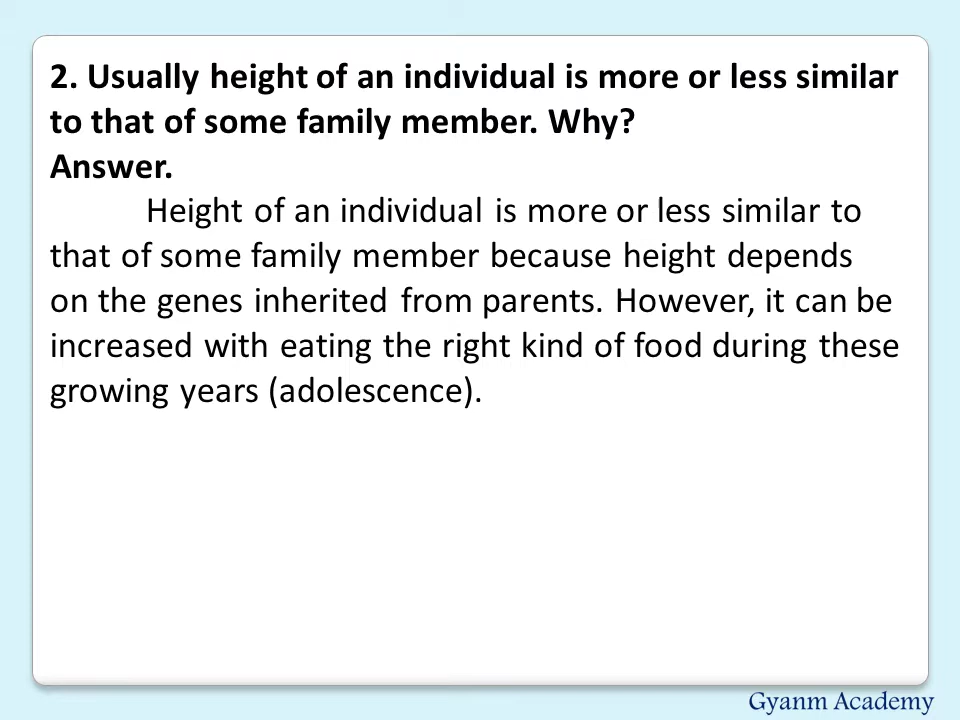 2. Usually height of an individual is more or less similar
to that of some family member. Why?
Answer.
Height of an individual is more or less similar to
that of some family member because height depends
on the genes inherited from parents. However, it can be
increased with eating the right kind of food during these
growing years (adolescence).
Gyanm Academy